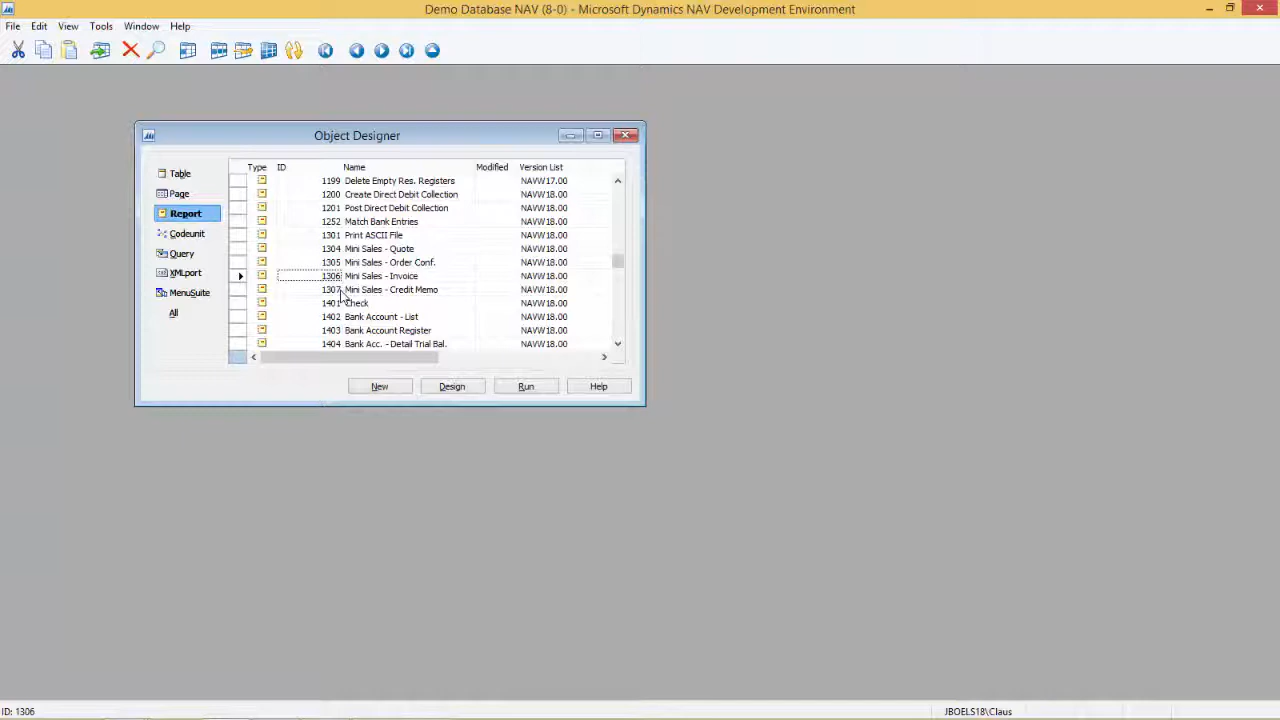 Demo Database NAV (8-0) - Microsoft Dynamics NAV Development Environment
File Edit View Tools Window Help
Object Designer
Table
Page
Report
Codeunit
Query
XMLport
MenuSuite
All
Type ID Name Modified Version List
1199 Delete Empty Res. Registers NAVW17.00
1200 Create Direct Debit Collection NAVW18.00
1201 Post Direct Debit Collection NAVW18.00
1252 Match Bank Entries NAVW18.00
1301 Print ASCII File NAVW18.00
1304 Mini Sales - Quote NAVW18.00
1305 Mini Sales - Order Conf. NAVW18.00
1306 Mini Sales - Invoice NAVW18.00
1307 Mini Sales - Credit Memo NAVW18.00
1401 Check NAVW18.00
1402 Bank Account - List NAVW18.00
1403 Bank Account Register NAVW18.00
1404 Bank Acc. - Detail Trial Bal. NAVW18.00
New Design Run Help
ID: 1306 JBOELS18\Claus